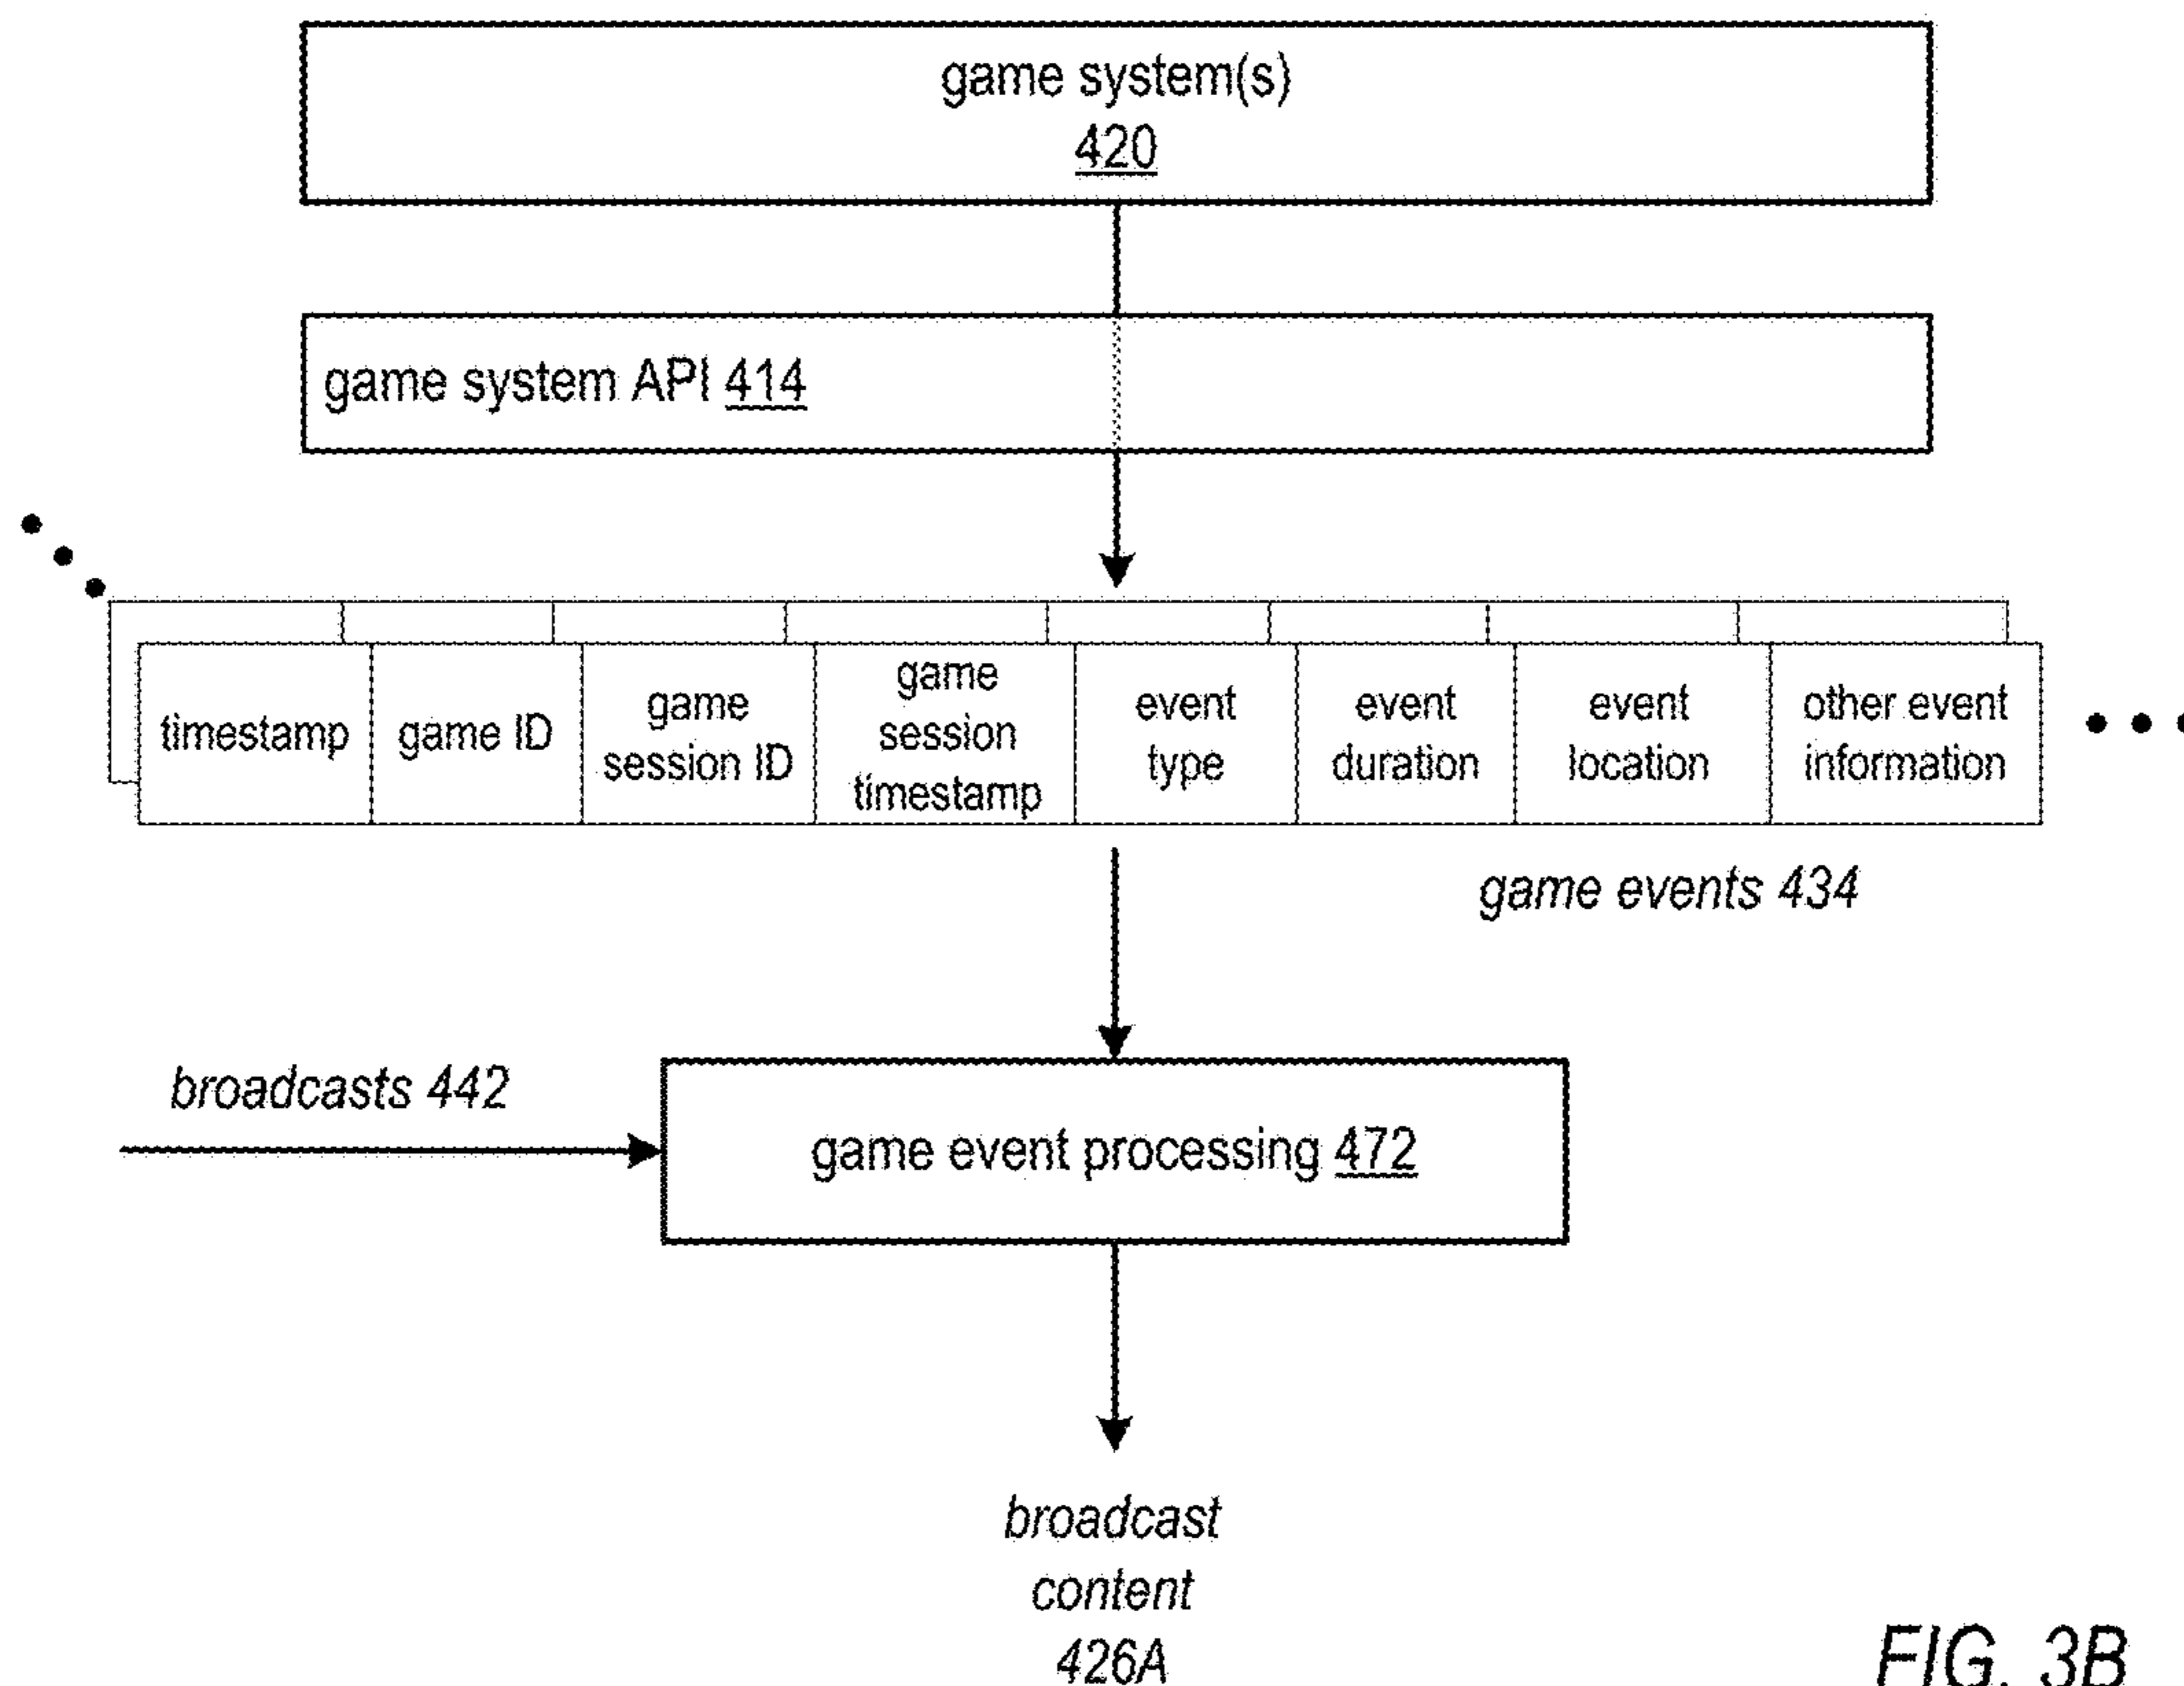 game system(s)
420
game system API 414
timestamp
game ID
game
session ID
game
session
timestamp
event
type
event
duration
event
location
other event
information
game events 434
broadcasts 442
game event processing 472
broadcast
content
426A
FIG. 3B